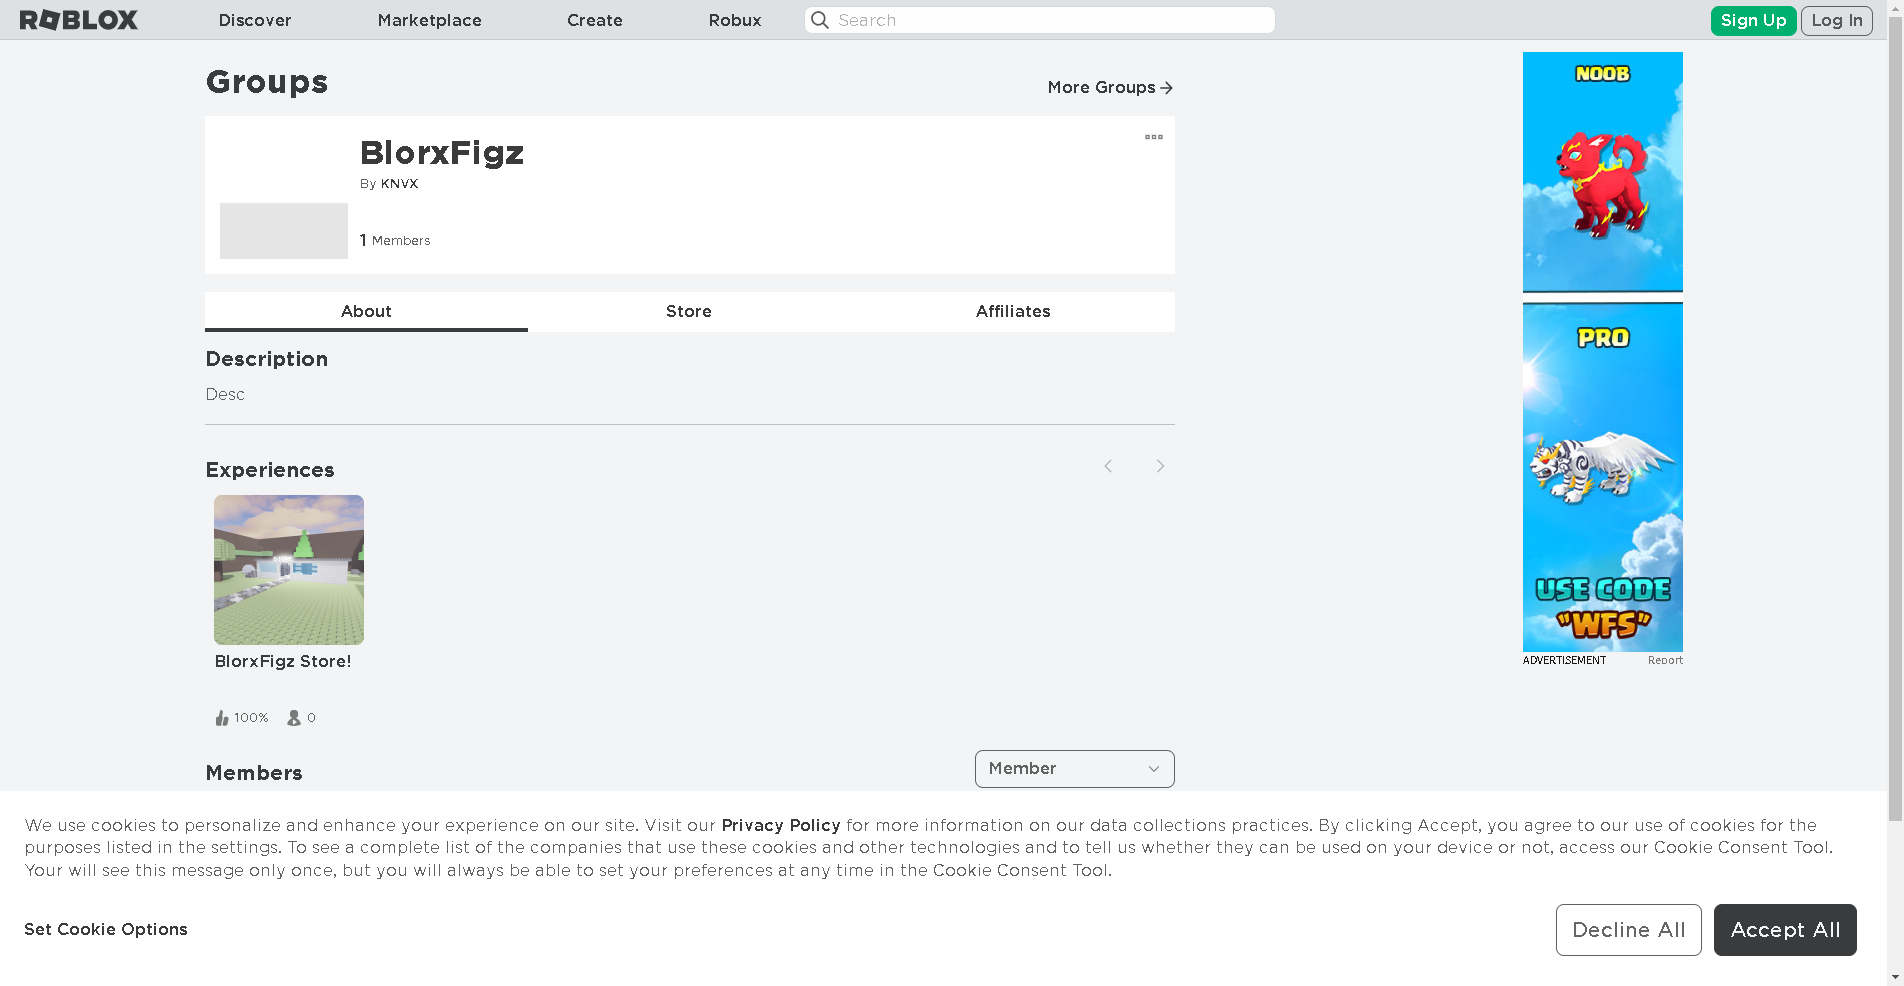 ROBLOX Discover Marketplace Create Robux Search Sign Up Log In
Groups
More Groups
BlorxFigz
By KNVX
1 Members
About Store Affiliates
Description
Desc
Experiences
BlorxFigz Store!
100% 0
Members
Member
NOOB
PRO
USE CODE
"WFS"
ADVERTISEMENT Report
We use cookies to personalize and enhance your experience on our site. Visit our Privacy Policy for more information on our data collections practices. By clicking Accept, you agree to our use of cookies for the
purposes listed in the settings. To see a complete list of the companies that use these cookies and other technologies and to tell us whether they can be used on your device or not, access our Cookie Consent Tool.
Your will see this message only once, but you will always be able to set your preferences at any time in the Cookie Consent Tool.
Set Cookie Options
Decline All
Accept All